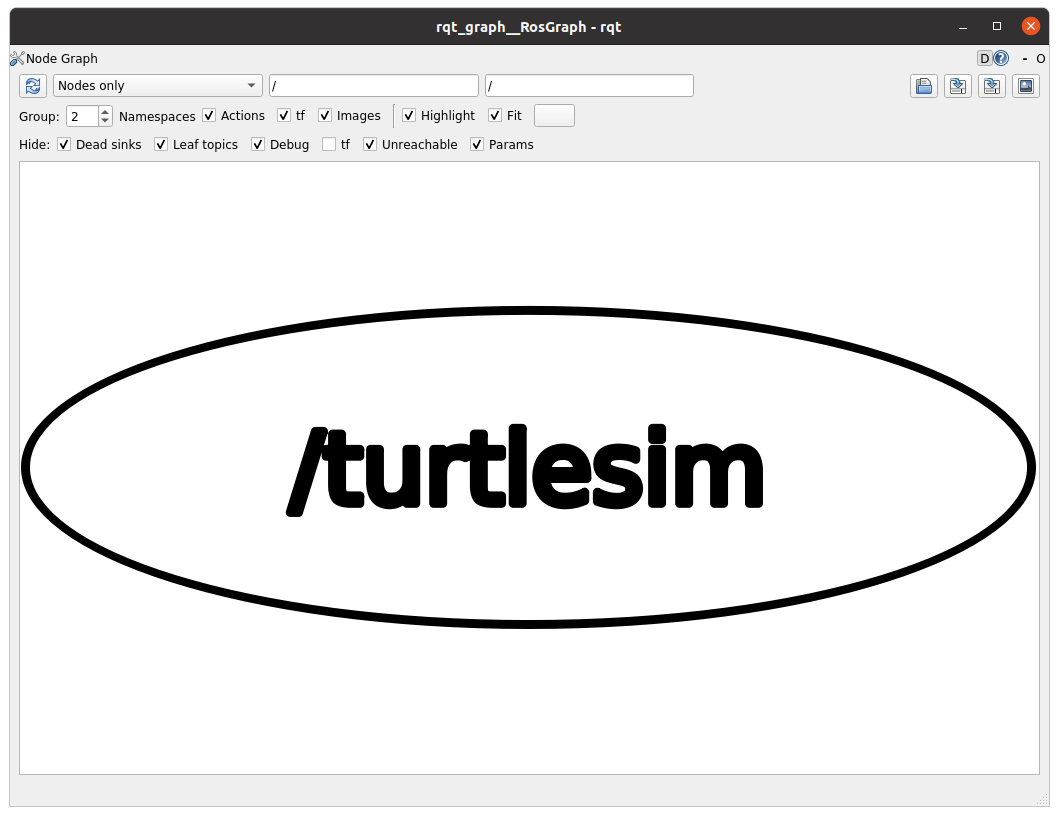 rqt_graph__RosGraph - rqt
Node Graph D ? - O
Nodes only / /
Group: 2 Namespaces Actions tf Images Highlight Fit
Hide: Dead sinks Leaf topics Debug tf Unreachable Params
/turtlesim